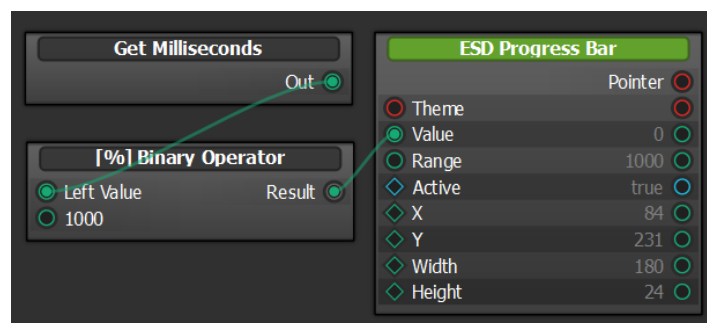 Get Milliseconds
Out
[%] Binary Operator
Left Value Result
1000
ESD Progress Bar
Pointer
Theme
Value 0
Range 1000
Active true
X 84
Y 231
Width 180
Height 24